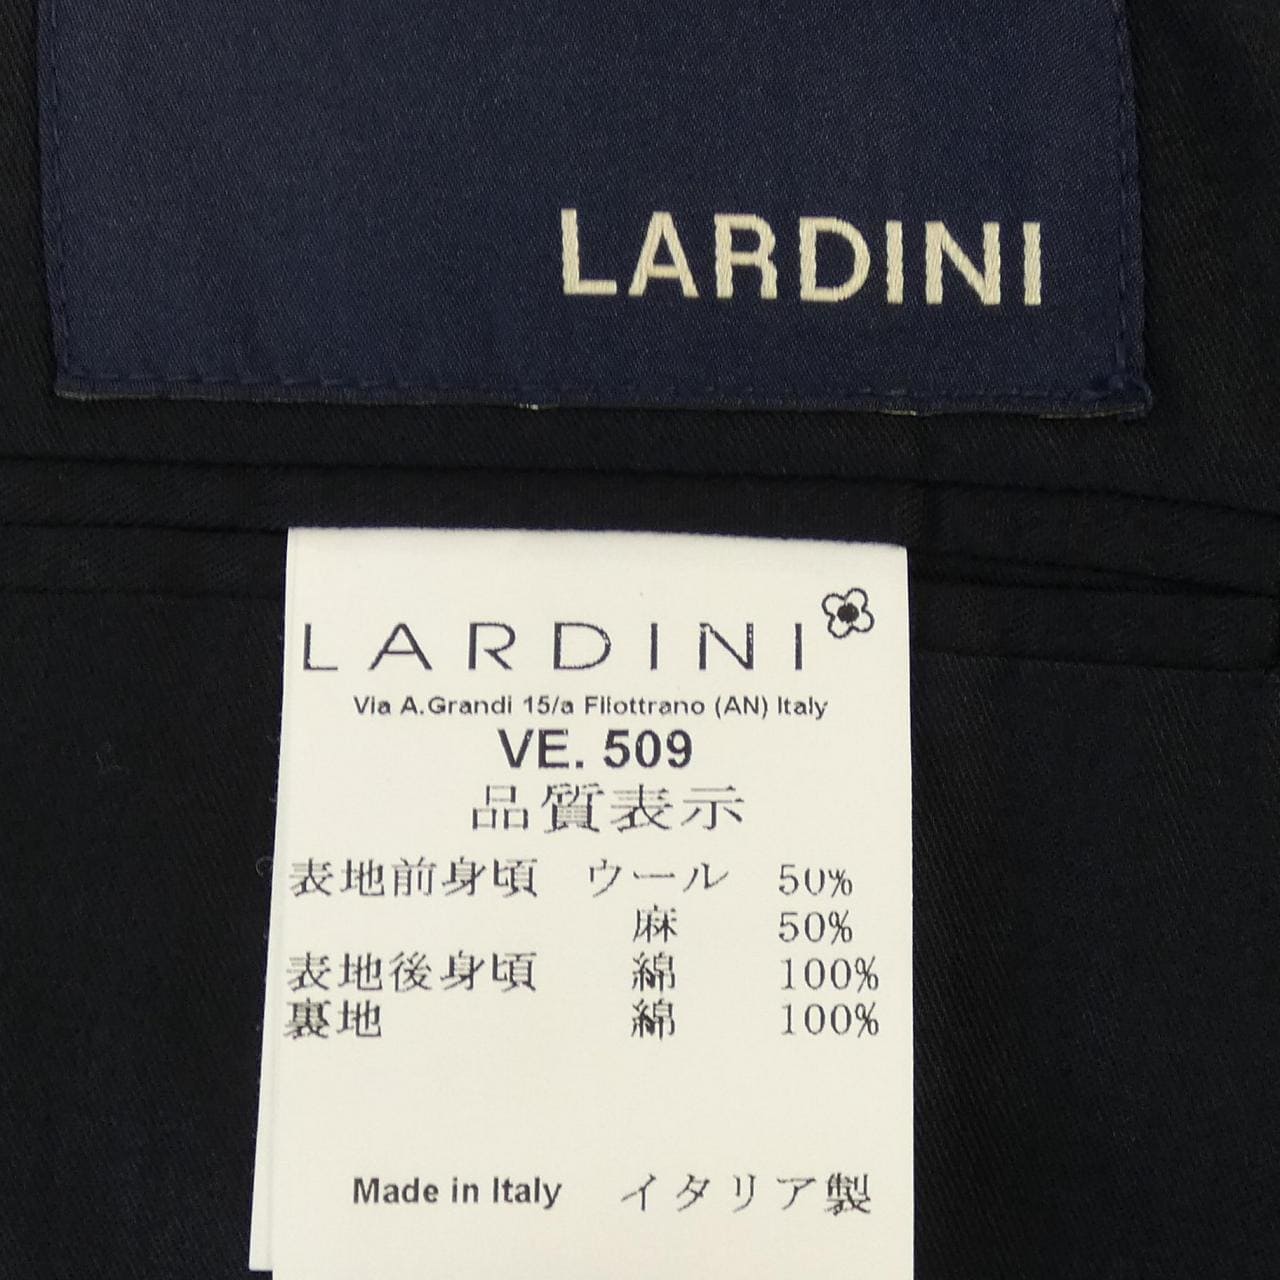 LARDINI
LARDINI
Via A.Grandi 15/a Filottrano (AN) Italy
VE. 509
品質表示
表地前身頃 ウール 50%
麻 50%
表地後身頃 綿 100%
裏地 綿 100%
Made in Italy イタリア製